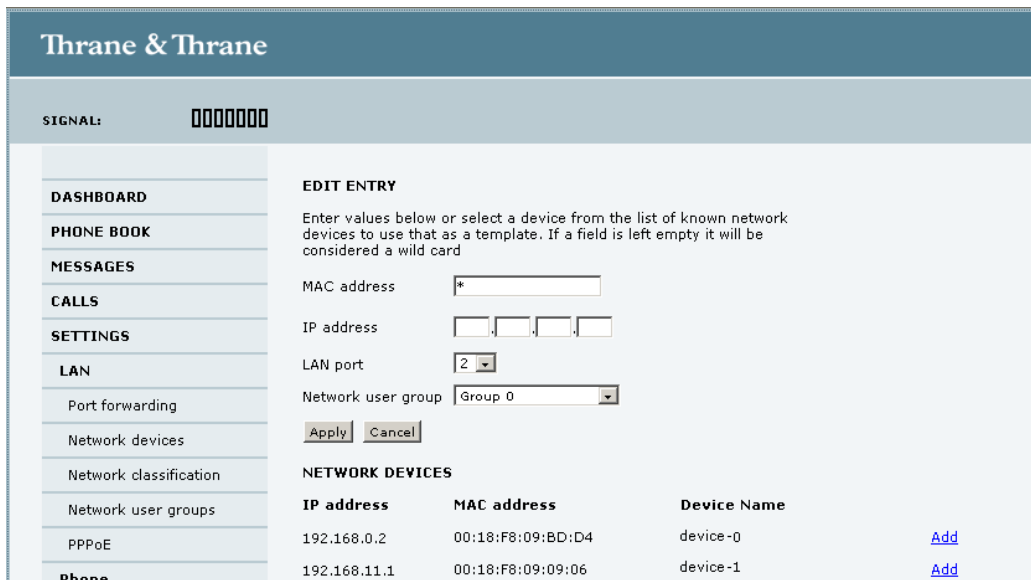 Thrane & Thrane
SIGNAL:
DASHBOARD
PHONE BOOK
MESSAGES
CALLS
SETTINGS
LAN
Port forwarding
Network devices
Network classification
Network user groups
PPPoE
Phone
EDIT ENTRY
Enter values below or select a device from the list of known network
devices to use that as a template. If a field is left empty it will be
considered a wild card
MAC address *
IP address . . .
LAN port 2
Network user group Group 0
Apply Cancel
NETWORK DEVICES
IP address MAC address Device Name
192.168.0.2 00:18:F8:09:BD:D4 device-0 Add
192.168.11.1 00:18:F8:09:09:06 device-1 Add